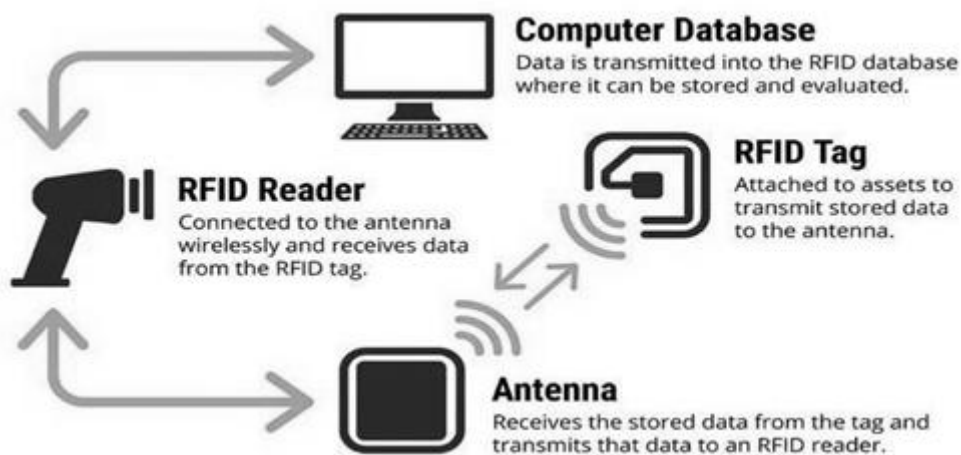 Computer Database
Data is transmitted into the RFID database
where it can be stored and evaluated.
RFID Tag
Attached to assets to
transmit stored data
to the antenna.
RFID Reader
Connected to the antenna
wirelessly and receives data
from the RFID tag.
Antenna
Receives the stored data from the tag and
transmits that data to an RFID reader.